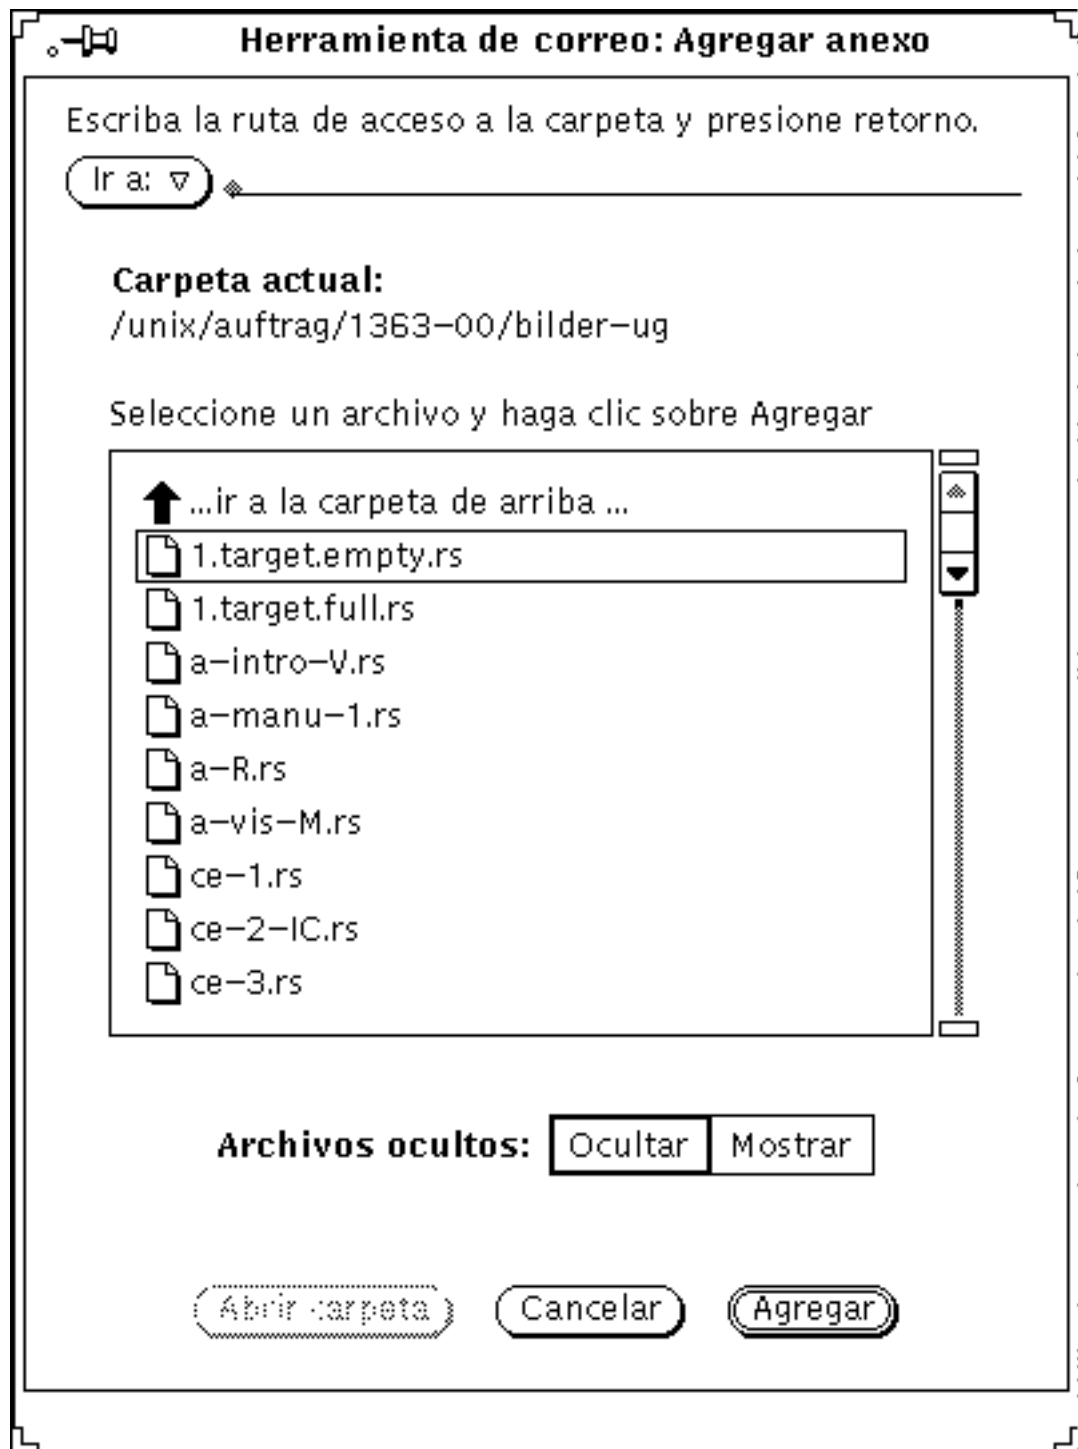 Herramienta de correo: Agregar anexo
Escriba la ruta de acceso a la carpeta y presione retorno.
Ir a:
Carpeta actual:
/unix/auftrag/1363-00/bilder-ug
Seleccione un archivo y haga clic sobre Agregar
...ir a la carpeta de arriba ...
1.target.empty.rs
1.target.full.rs
a-intro-V.rs
a-manu-1.rs
a-R.rs
a-vis-M.rs
ce-1.rs
ce-2-IC.rs
ce-3.rs
Archivos ocultos: Ocultar Mostrar
Abrir carpeta Cancelar Agregar